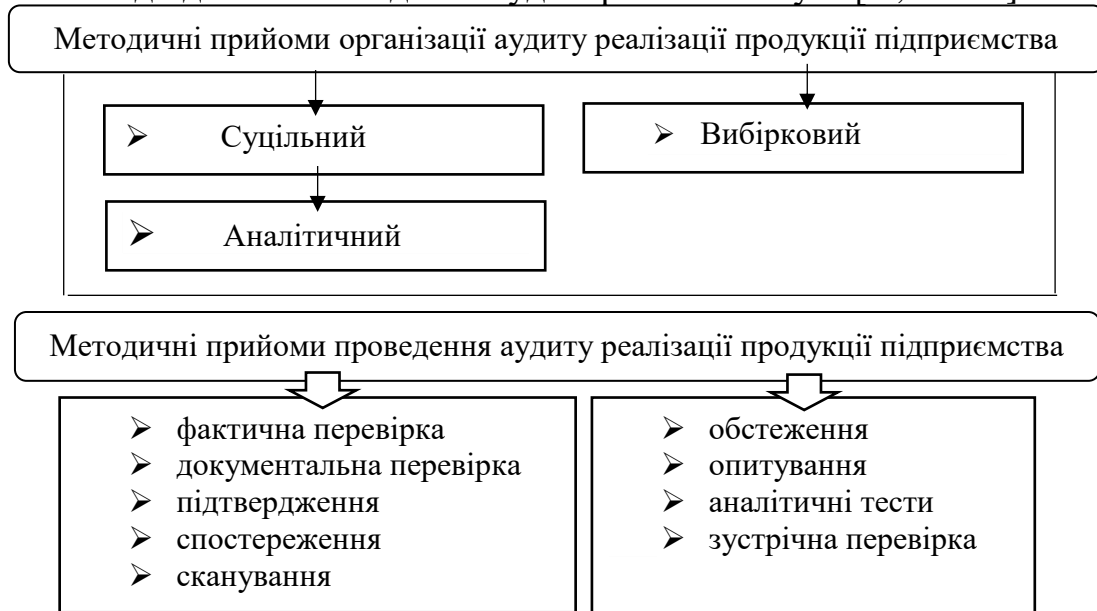 Методичні прийоми організації аудиту реалізації продукції підприємства
➢ Суцільний
➢ Вибірковий
➢ Аналітичний
Методичні прийоми проведення аудиту реалізації продукції підприємства
➢ фактична перевірка
➢ документальна перевірка
➢ підтвердження
➢ спостереження
➢ сканування
➢ обстеження
➢ опитування
➢ аналітичні тести
➢ зустрічна перевірка